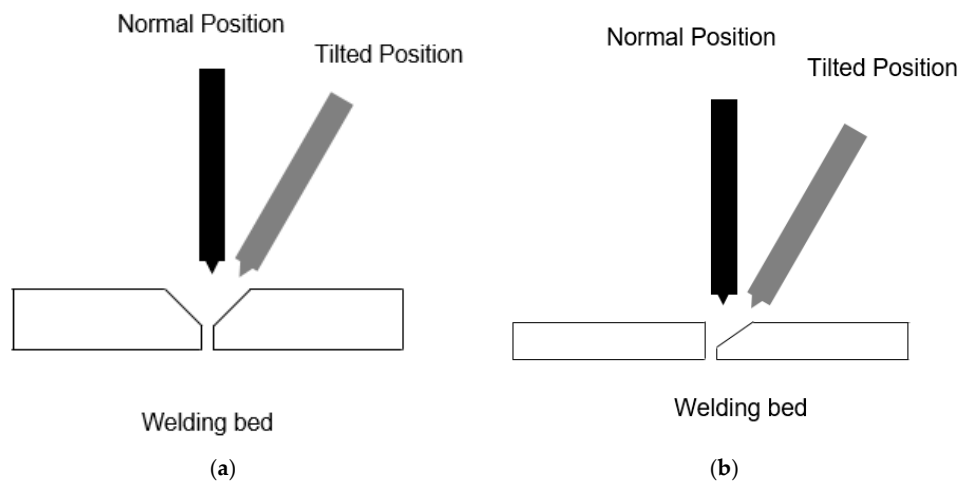 Normal Position
Tilted Position
Welding bed
(a)
Normal Position
Tilted Position
Welding bed
(b)